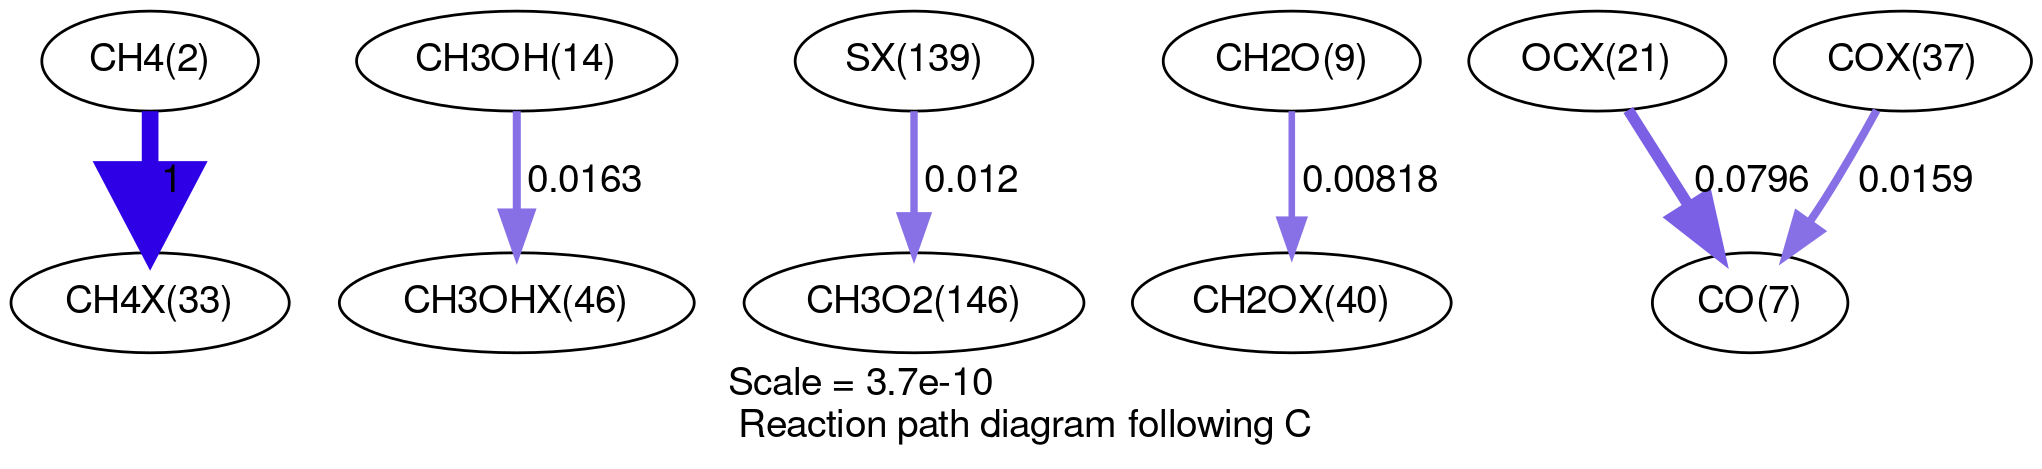 CH4(2) CH3OH(14) SX(139) CH2O(9) OCX(21) COX(37)
1 0.0163 0.012 0.00818 0.0796 0.0159
CH4X(33) CH3OHX(46) CH3O2(146) CH2OX(40) CO(7)
Scale = 3.7e-10
Reaction path diagram following C